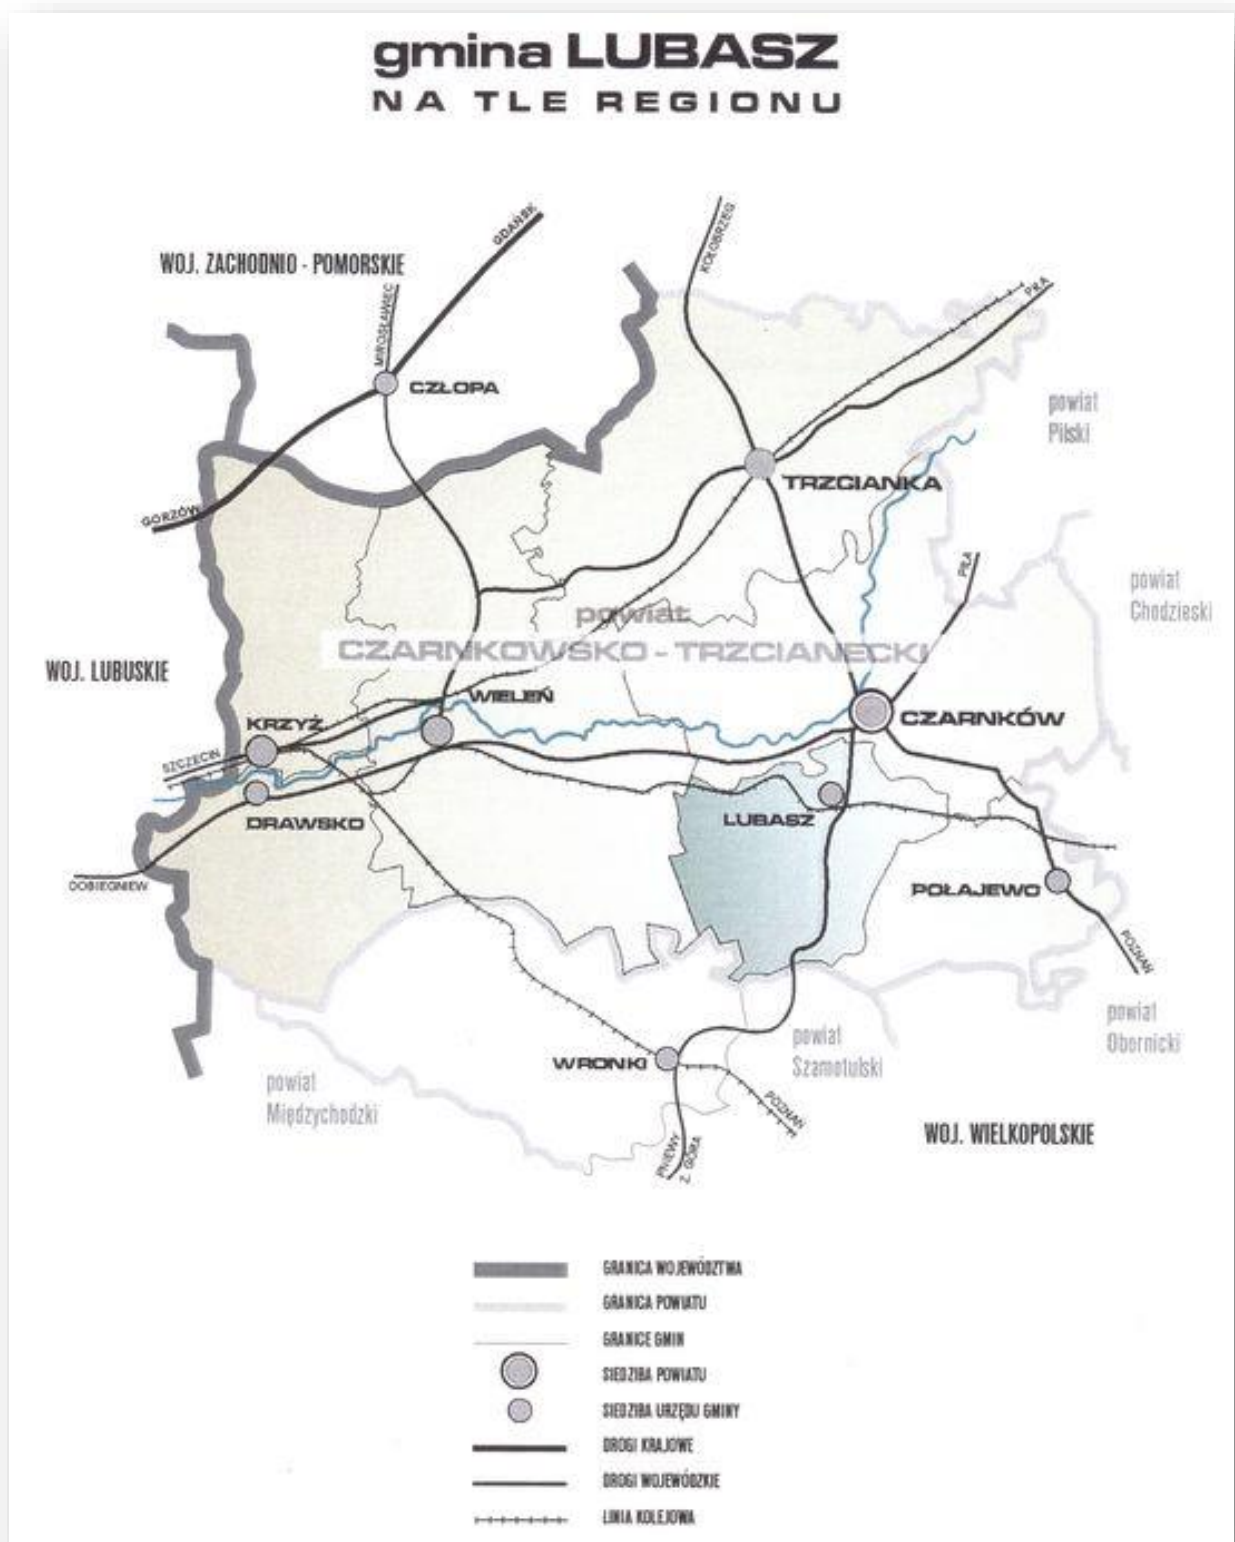 gmina LUBASZ
NA TLE REGIONU
GDAŃSK
KOŁOBRZEG
WOJ. ZACHODNIO - POMORSKIE
MIROSŁAWIEC
PIŁA
CZŁOPA
powiat
Pilski
TRZCIANKA
GORZÓW
PIŁA
powiat
Chodzieski
powiat
CZARNKOWSKO - TRZCIANECKI
WOJ. LUBUSKIE
WIELEŃ
KRZYŻ
CZARNKÓW
SZCZECIN
LUBASZ
DRAWSKO
DOBIEGNIEW
POŁAJEWO
POZNAŃ
powiat
Obornicki
powiat
Szamotulski
WRONKI
powiat
Międzychodzki
POZNAŃ
WOJ. WIELKOPOLSKIE
PNIEWY
Z. GÓRA
GRANICA WOJEWÓDZTWA
GRANICA POWIATU
GRANICE GMIN
SIEDZIBA POWIATU
SIEDZIBA URZĘDU GMINY
DROGI KRAJOWE
DROGI WOJEWÓDZKIE
LINIA KOLEJOWA